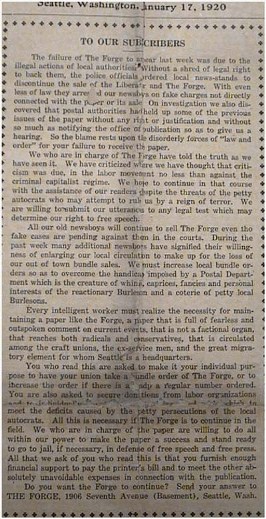 Seattle, Washington, January 17, 1920
TO OUR SUBSCRIBERS
The failure of The Forge to appear last week was due to the
illegal actions of local authorities. Without a shred of legal right
to back them, the police officials ordered local news-stands to
discontinue the sale of the Liberator and The Forge. With even
less of law they arre d our newsboys on fake charges not directly
connected with the paper or its sale. On investigation we also dis-
covered that postal authorities had held up some of the previous
issues of the paper without any right or justification and without
so much as notifying the office of publication so as to give us a
hearing. So the blame rests upon the disorderly forces of "law and
order" for your failure to receive the paper.
We who are in charge of The Forge have told the truth as we
have seen it. We have criticized where we have thought that criti-
cism was due, in the labor movement no less than against the
criminal capitalist regime. We hope to continue in that course
with the assistance of our readers despite the threats of the petty
autocrats who may attempt to rule us by a reign of terror. We
are willing to submit our utterances to any legal test which may
determine our right to free speech.
All our old newsboys will continue to sell The Forge even tho
fake cases are pending against them in the courts. During the
past week many additional newsboys have signified their willing-
ness of enlarging our local circulation to make up for the loss of
our out of town bundle sales. We must increase local bundle or-
ders so as to overcome the handicap imposed by a Postal Depart-
ment which is the creature of whims, caprices, fancies and personal
interests of the reactionary Burleson and a coterie of petty local
Burlesons.
Every intelligent worker must realize the necessity for main-
taining a paper like the Forge, a paper that is full of fearless and
outspoken comment on current events, that is not a factional organ,
that reaches both radicals and conservatives, that is circulated
among the craft unions, the ex-service men, and the great migra-
tory element for whom Seattle is a headquarters.
You who read this are asked to make it your individual pur-
pose to have your union take a bundle order of The Forge, or to
increase the order if there is already a regular number ordered.
You are also asked to secure donations from labor organizations
meet the deficits caused by the petty persecutions of the local
autocrats. All this is necessary if The Forge is to continue in the
field. We who are in charge of the paper are willing to do all
within our power to make the paper a success and stand ready
to go to jail, if necessary, in defense of free speech and free press.
All that we ask of you who read this is that you furnish enough
financial support to pay the printer's bill and to meet the other ab-
solutely unavoidable expenses in connection with the publication.
Do you want the Forge to continue? Send your answer to
THE FORGE, 1906 Seventh Avenue (Basement), Seattle, Wash.